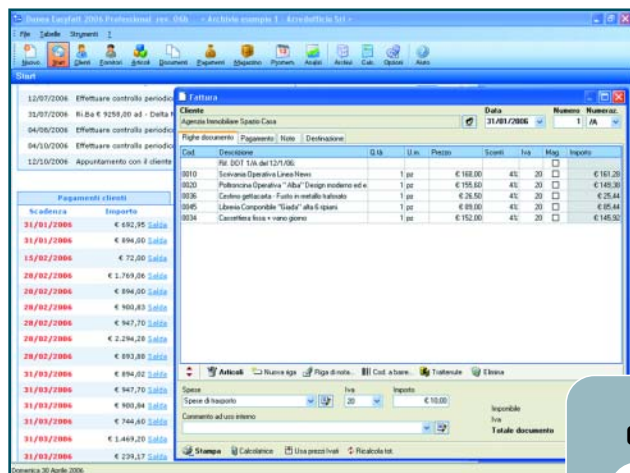 Danea Easyfatt 2006 Professional rev. 06b - « Archivio esempio 1 - Arredofficio Srl »
File Tabelle Strumenti ?
Nuovo Start Clienti Fornitori Articoli Documenti Pagamenti Magazzino Promem. Analisi Archivi Calc. Opzioni Aiuto
Start
12/07/2006 Effettuare controllo periodico
31/07/2006 Ri.Ba € 9258,00 ad - Delta
04/08/2006 Effettuare controllo periodico
04/10/2006 Effettuare controllo periodico
12/10/2006 Appuntamento con il cliente
Pagamenti clienti
Scadenza Importo
31/01/2006 € 692,95 Salda
31/01/2006 € 894,00 Salda
15/02/2006 € 72,00 Salda
28/02/2006 € 1.769,06 Salda
28/02/2006 € 894,00 Salda
28/02/2006 € 900,83 Salda
28/02/2006 € 947,70 Salda
28/02/2006 € 2.294,28 Salda
28/02/2006 € 893,88 Salda
31/03/2006 € 894,02 Salda
31/03/2006 € 947,70 Salda
31/03/2006 € 900,84 Salda
31/03/2006 € 744,60 Salda
31/03/2006 € 1.469,20 Salda
31/03/2006 € 239,17 Salda
Domenica 30 Aprile 2006
Fattura
Cliente Data Numero Numeraz.
Agenzia Immobiliare Spazio Casa 31/01/2006 1 /A
Righe documento Pagamento Note Destinazione
Cod. Descrizione Q.tà U.m. Prezzo Sconti Iva Mag. Importo
Rif. DDT 1/A del 12/1/06:
0010 Scrivania Operativa Linea News 1 pz € 168,00 4% 20 € 161,28
0020 Poltroncina Operativa "Alba" Design moderno ed e 1 pz € 155,60 4% 20 € 149,38
0036 Cestino gettacarta - Fusto in metallo traforato 1 pz € 26,50 4% 20 € 25,44
0045 Libreria Componibile "Giada" alta 6 ripiani 1 pz € 89,00 4% 20 € 85,44
0034 Cassettiera fissa + vano giorno 1 pz € 152,00 4% 20 € 145,92
Articoli Nuova riga Riga di nota... Cod. a barre... Trattenute Elimina
Spese Iva Importo
Spese di trasporto 20 € 10,00
Commento ad uso interno
Imponibile
Iva
Totale documento
Stampa Calcolatrice Usa prezzi ivati Ricalcola tot.